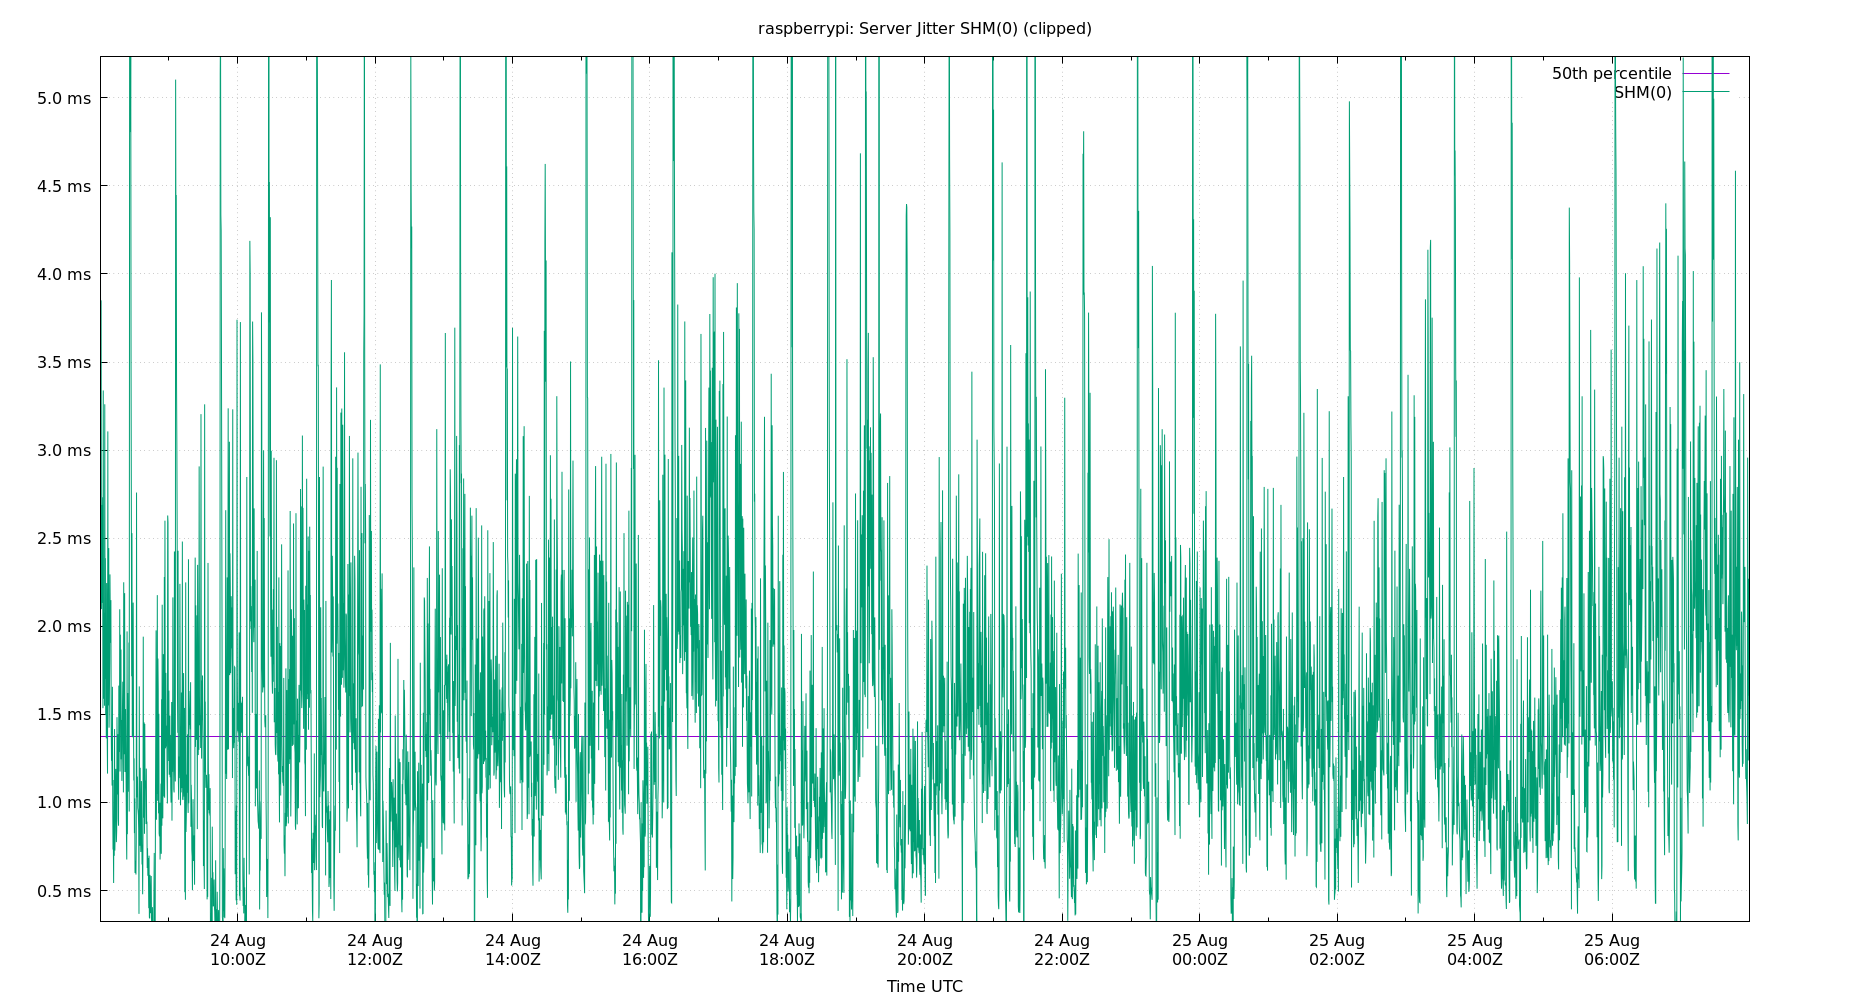 raspberrypi: Server Jitter SHM(0) (clipped)
50th percentile
SHM(0)
5.0 ms
4.5 ms
4.0 ms
3.5 ms
3.0 ms
2.5 ms
2.0 ms
1.5 ms
1.0 ms
0.5 ms
24 Aug 24 Aug 24 Aug 24 Aug 24 Aug 24 Aug 24 Aug 25 Aug 25 Aug 25 Aug 25 Aug
10:00Z 12:00Z 14:00Z 16:00Z 18:00Z 20:00Z 22:00Z 00:00Z 02:00Z 04:00Z 06:00Z
Time UTC